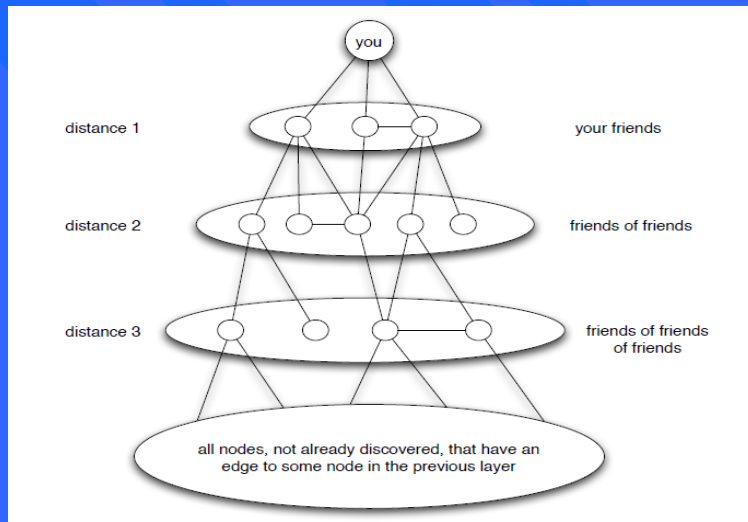 you
distance 1
your friends
distance 2
friends of friends
distance 3
friends of friends
of friends
all nodes, not already discovered, that have an
edge to some node in the previous layer